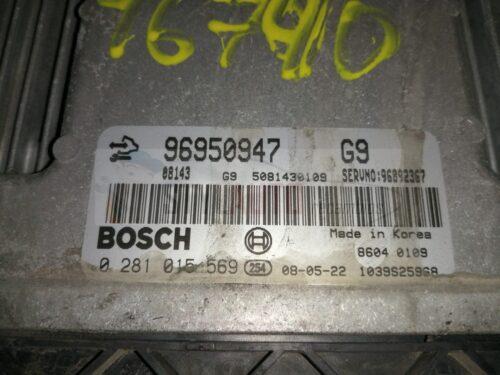 767410
96950947 G9
08143 G9 5081430109 SERVNO:96892367
BOSCH Made in Korea
8604 0109
0 281 015 569 254 08-05-22 1039S25968